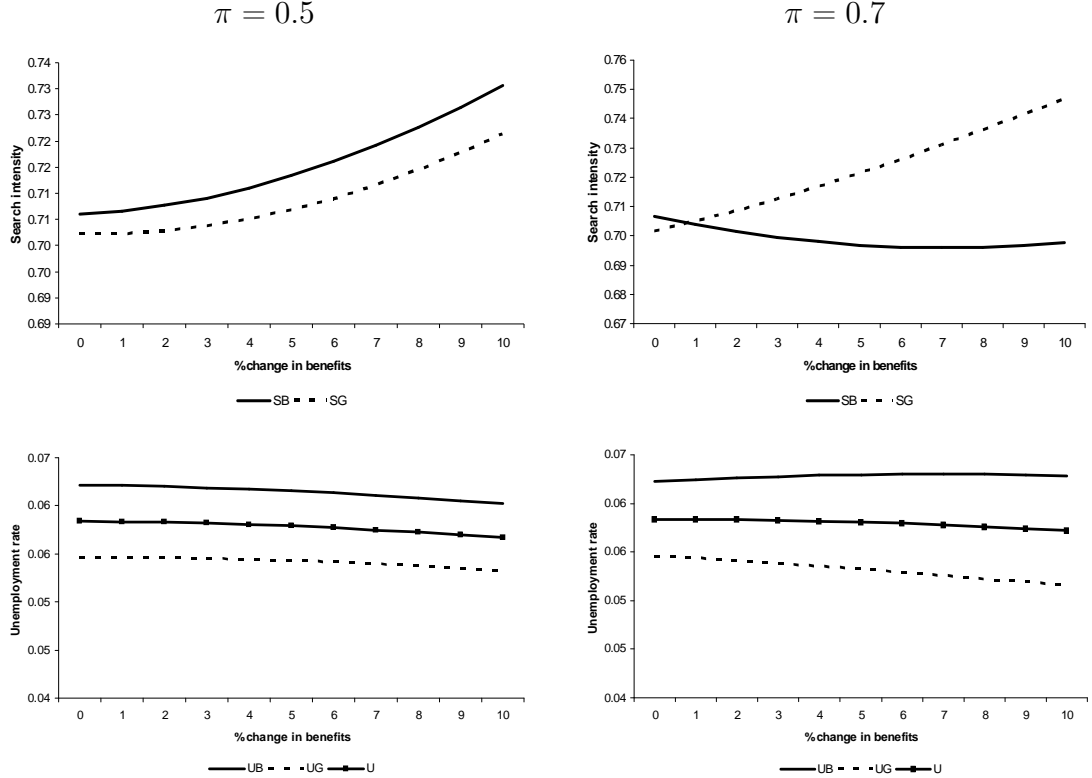 π = 0.5
π = 0.7
0.74
0.73
0.73
0.72
0.72
0.71
0.71
0.70
0.70
0.69
0.69
Search intensity
0 1 2 3 4 5 6 7 8 9 10
%change in benefits
SB SG
0.76
0.75
0.74
0.73
0.72
0.71
0.70
0.69
0.68
0.67
Search intensity
0 1 2 3 4 5 6 7 8 9 10
%change in benefits
SB SG
0.07
0.06
0.06
0.05
0.05
0.04
Unemployment rate
0 1 2 3 4 5 6 7 8 9 10
%change in benefits
UB UG U
0.07
0.06
0.06
0.05
0.05
0.04
Unemployment rate
0 1 2 3 4 5 6 7 8 9 10
%change in benefits
UB UG U